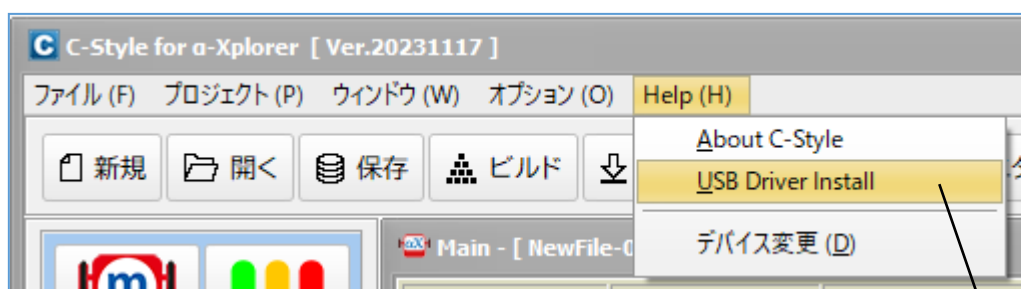 C C-Style for α-Xplorer [ Ver.20231117 ]
ファイル (F) プロジェクト (P) ウィンドウ (W) オプション (O) Help (H)
新規 開く 保存 ビルド
About C-Style
USB Driver Install
デバイス変更 (D)
m αX Main - [ NewFile-0